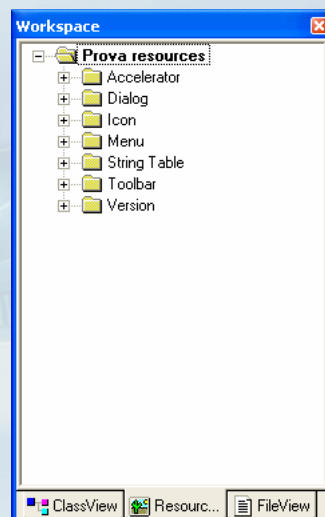 Workspace
Prova resources
Accelerator
Dialog
Icon
Menu
String Table
Toolbar
Version
ClassView Resourc... FileView